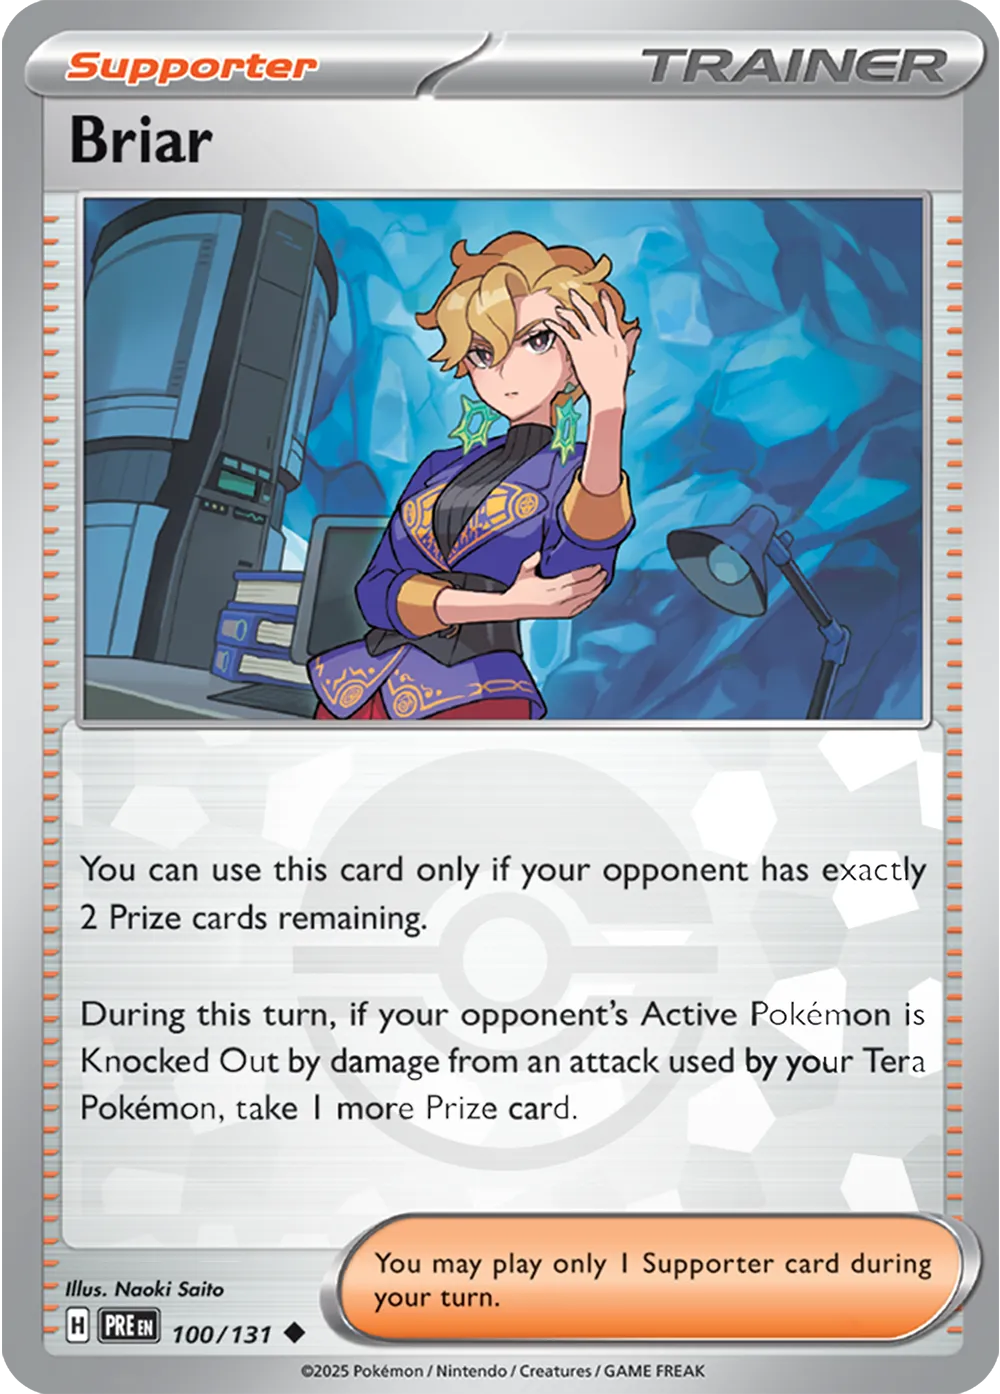 Supporter
TRAINER
Briar
You can use this card only if your opponent has exactly
2 Prize cards remaining.
During this turn, if your opponent's Active Pokémon is
Knocked Out by damage from an attack used by your Tera
Pokémon, take 1 more Prize card.
You may play only 1 Supporter card during
your turn.
Illus. Naoki Saito
H PRE EN 100/131
©2025 Pokémon / Nintendo / Creatures / GAME FREAK